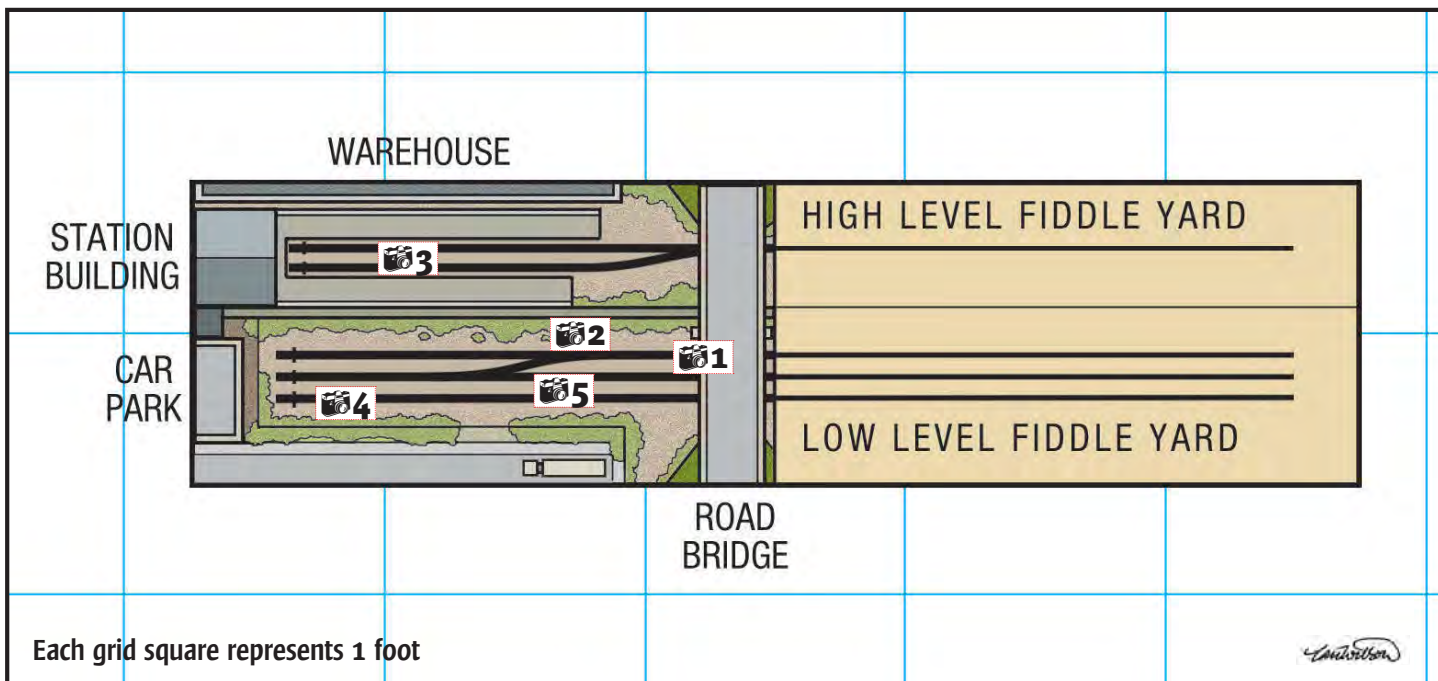 WAREHOUSE
STATION
BUILDING
HIGH LEVEL FIDDLE YARD
3
2
1
CAR
PARK
4
5
LOW LEVEL FIDDLE YARD
ROAD
BRIDGE
Each grid square represents 1 foot